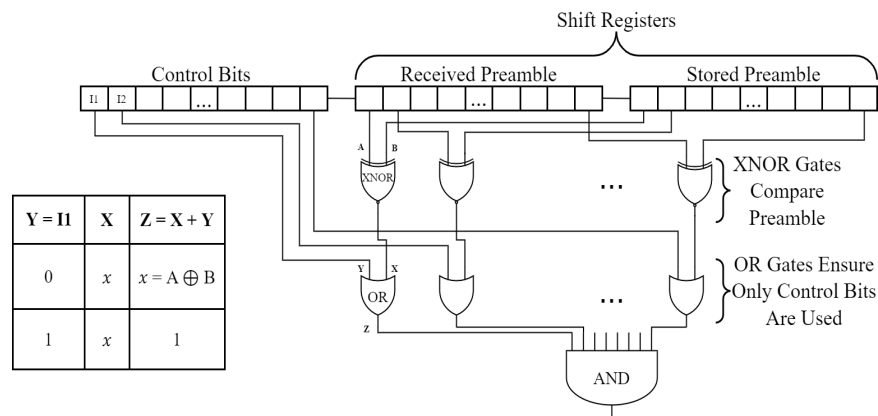 Shift Registers
Control Bits
Received Preamble
Stored Preamble
I1 I2 ... ... ...
A B
XNOR
...
XNOR Gates
Compare
Preamble
Y = I1 X Z = X + Y
0 x x = A ⊕ B
1 x 1
Y X
OR
Z
...
OR Gates Ensure
Only Control Bits
Are Used
AND